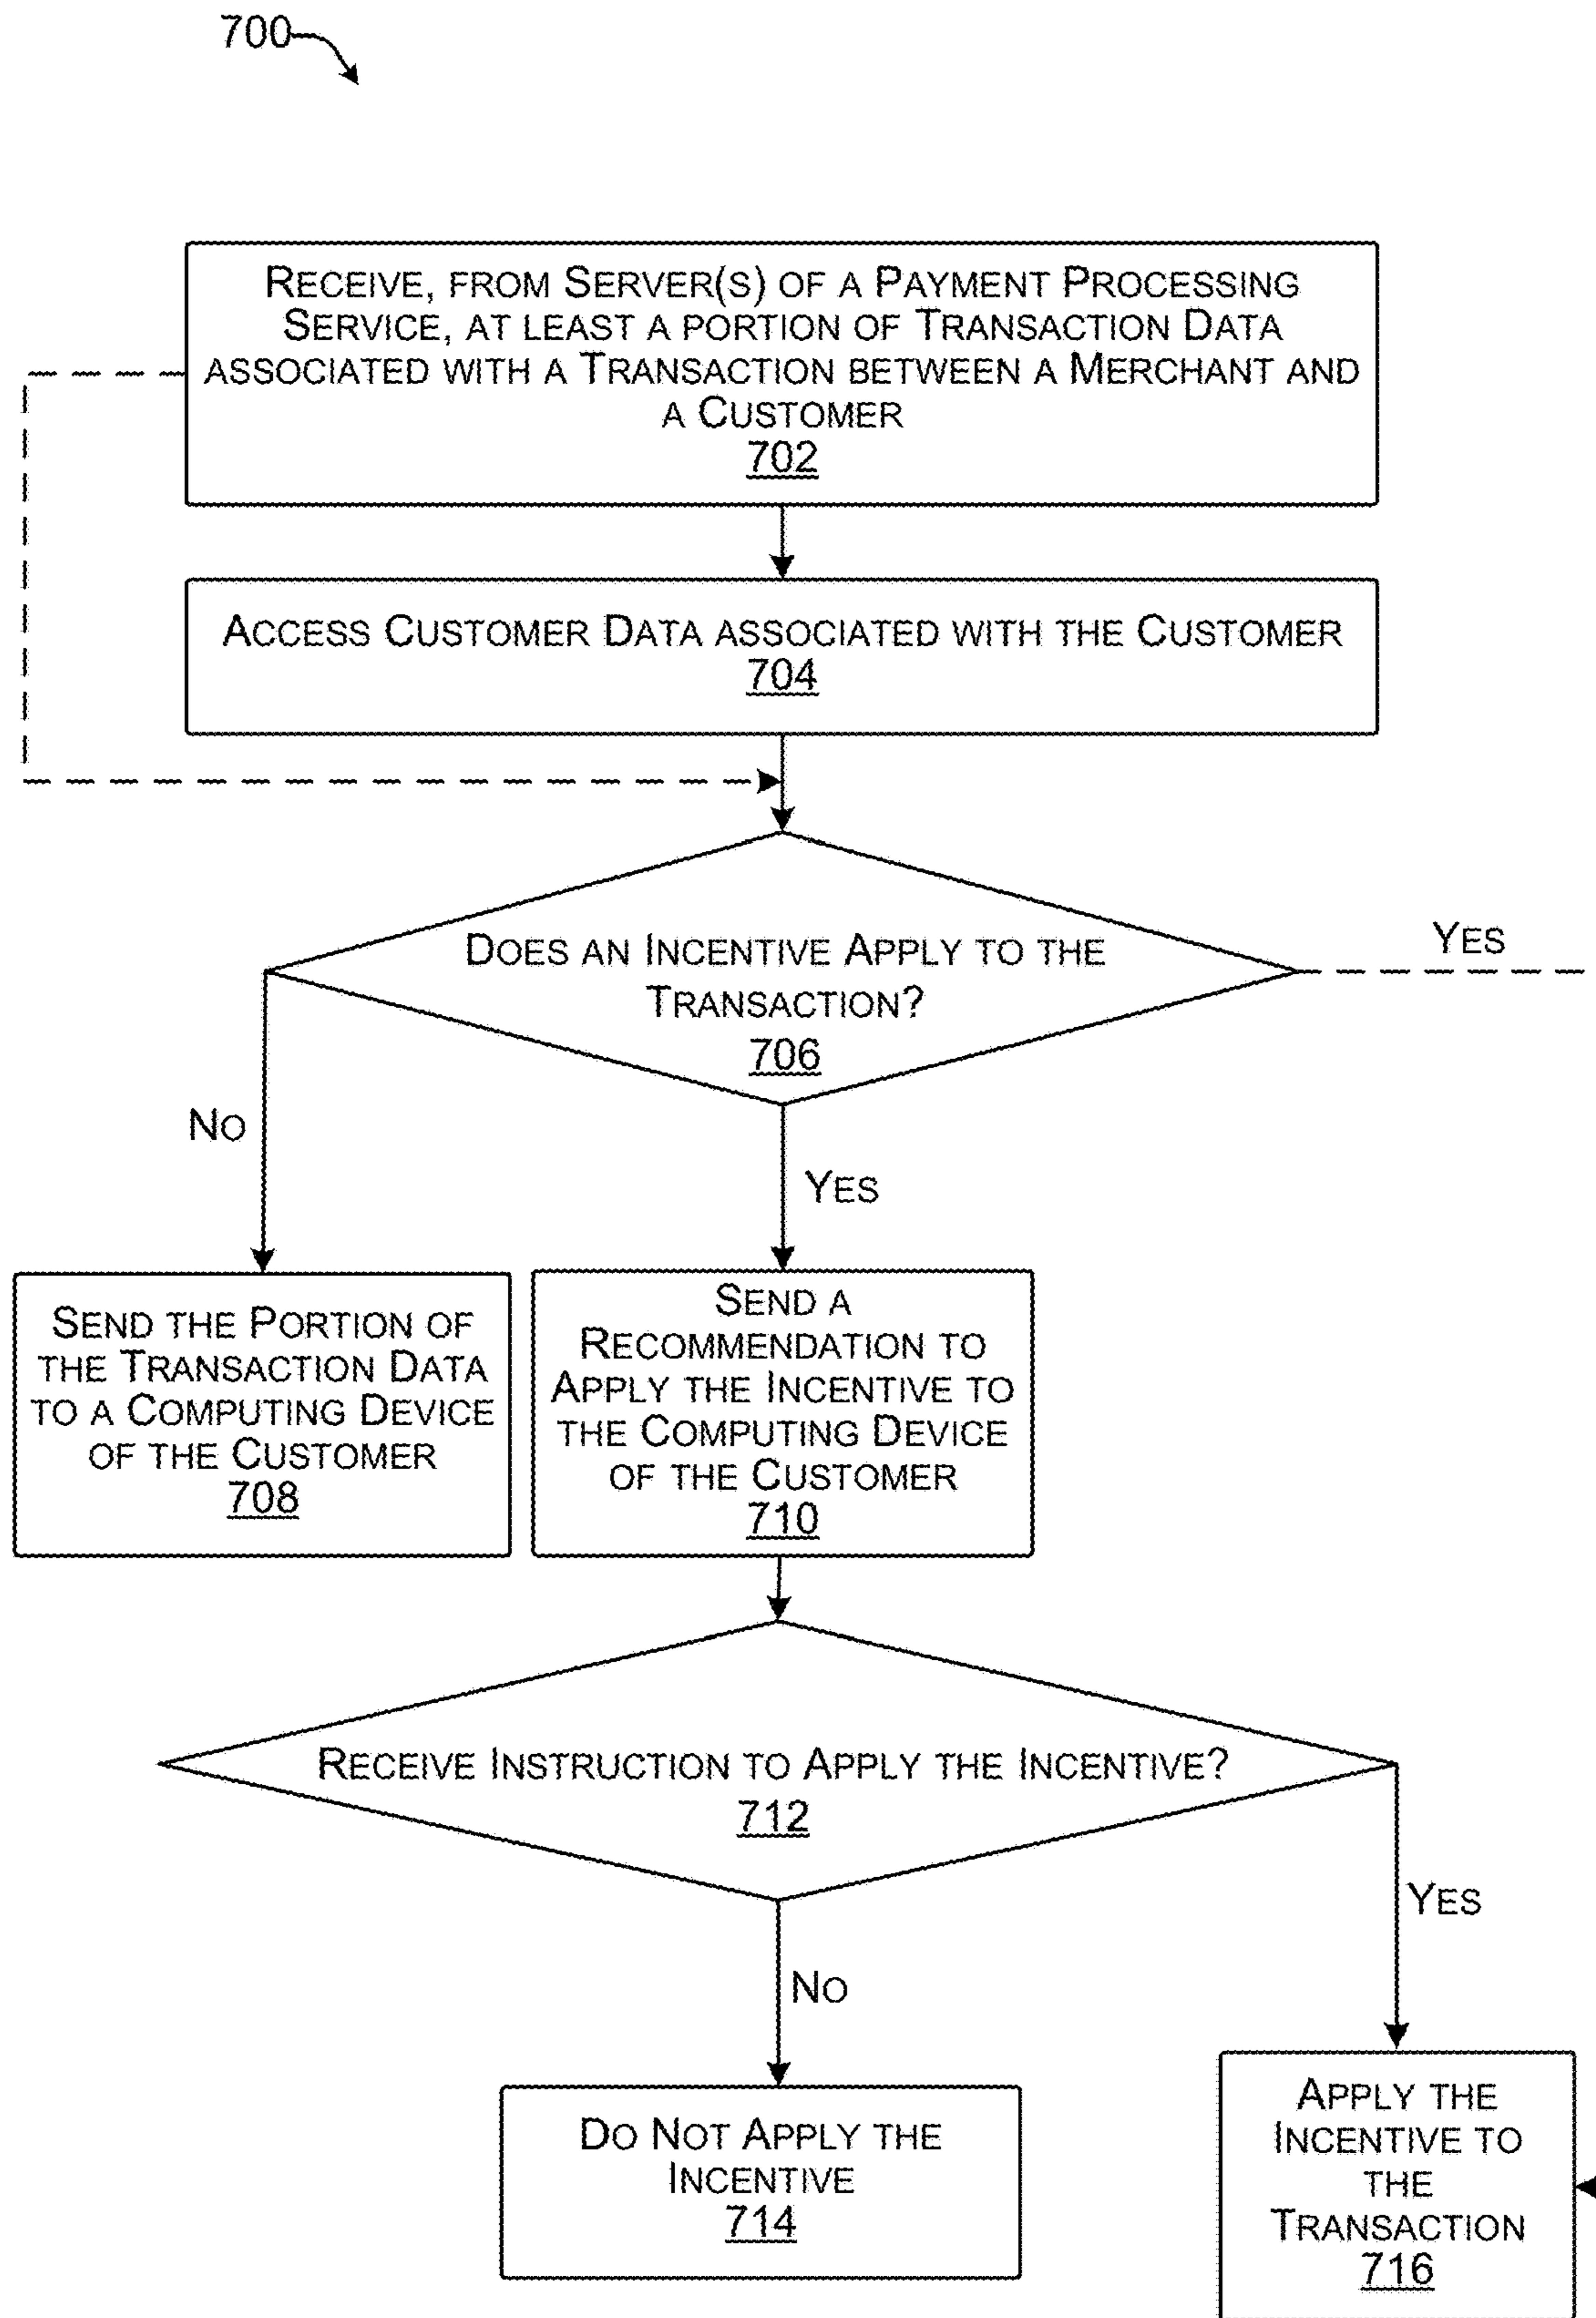 700
RECEIVE, FROM SERVER(S) OF A PAYMENT PROCESSING
SERVICE, AT LEAST A PORTION OF TRANSACTION DATA
ASSOCIATED WITH A TRANSACTION BETWEEN A MERCHANT AND
A CUSTOMER
702
ACCESS CUSTOMER DATA ASSOCIATED WITH THE CUSTOMER
704
DOES AN INCENTIVE APPLY TO THE
TRANSACTION?
706
YES
NO
YES
SEND THE PORTION OF
THE TRANSACTION DATA
TO A COMPUTING DEVICE
OF THE CUSTOMER
708
SEND A
RECOMMENDATION TO
APPLY THE INCENTIVE TO
THE COMPUTING DEVICE
OF THE CUSTOMER
710
RECEIVE INSTRUCTION TO APPLY THE INCENTIVE?
712
YES
NO
DO NOT APPLY THE
INCENTIVE
714
APPLY THE
INCENTIVE TO
THE
TRANSACTION
716